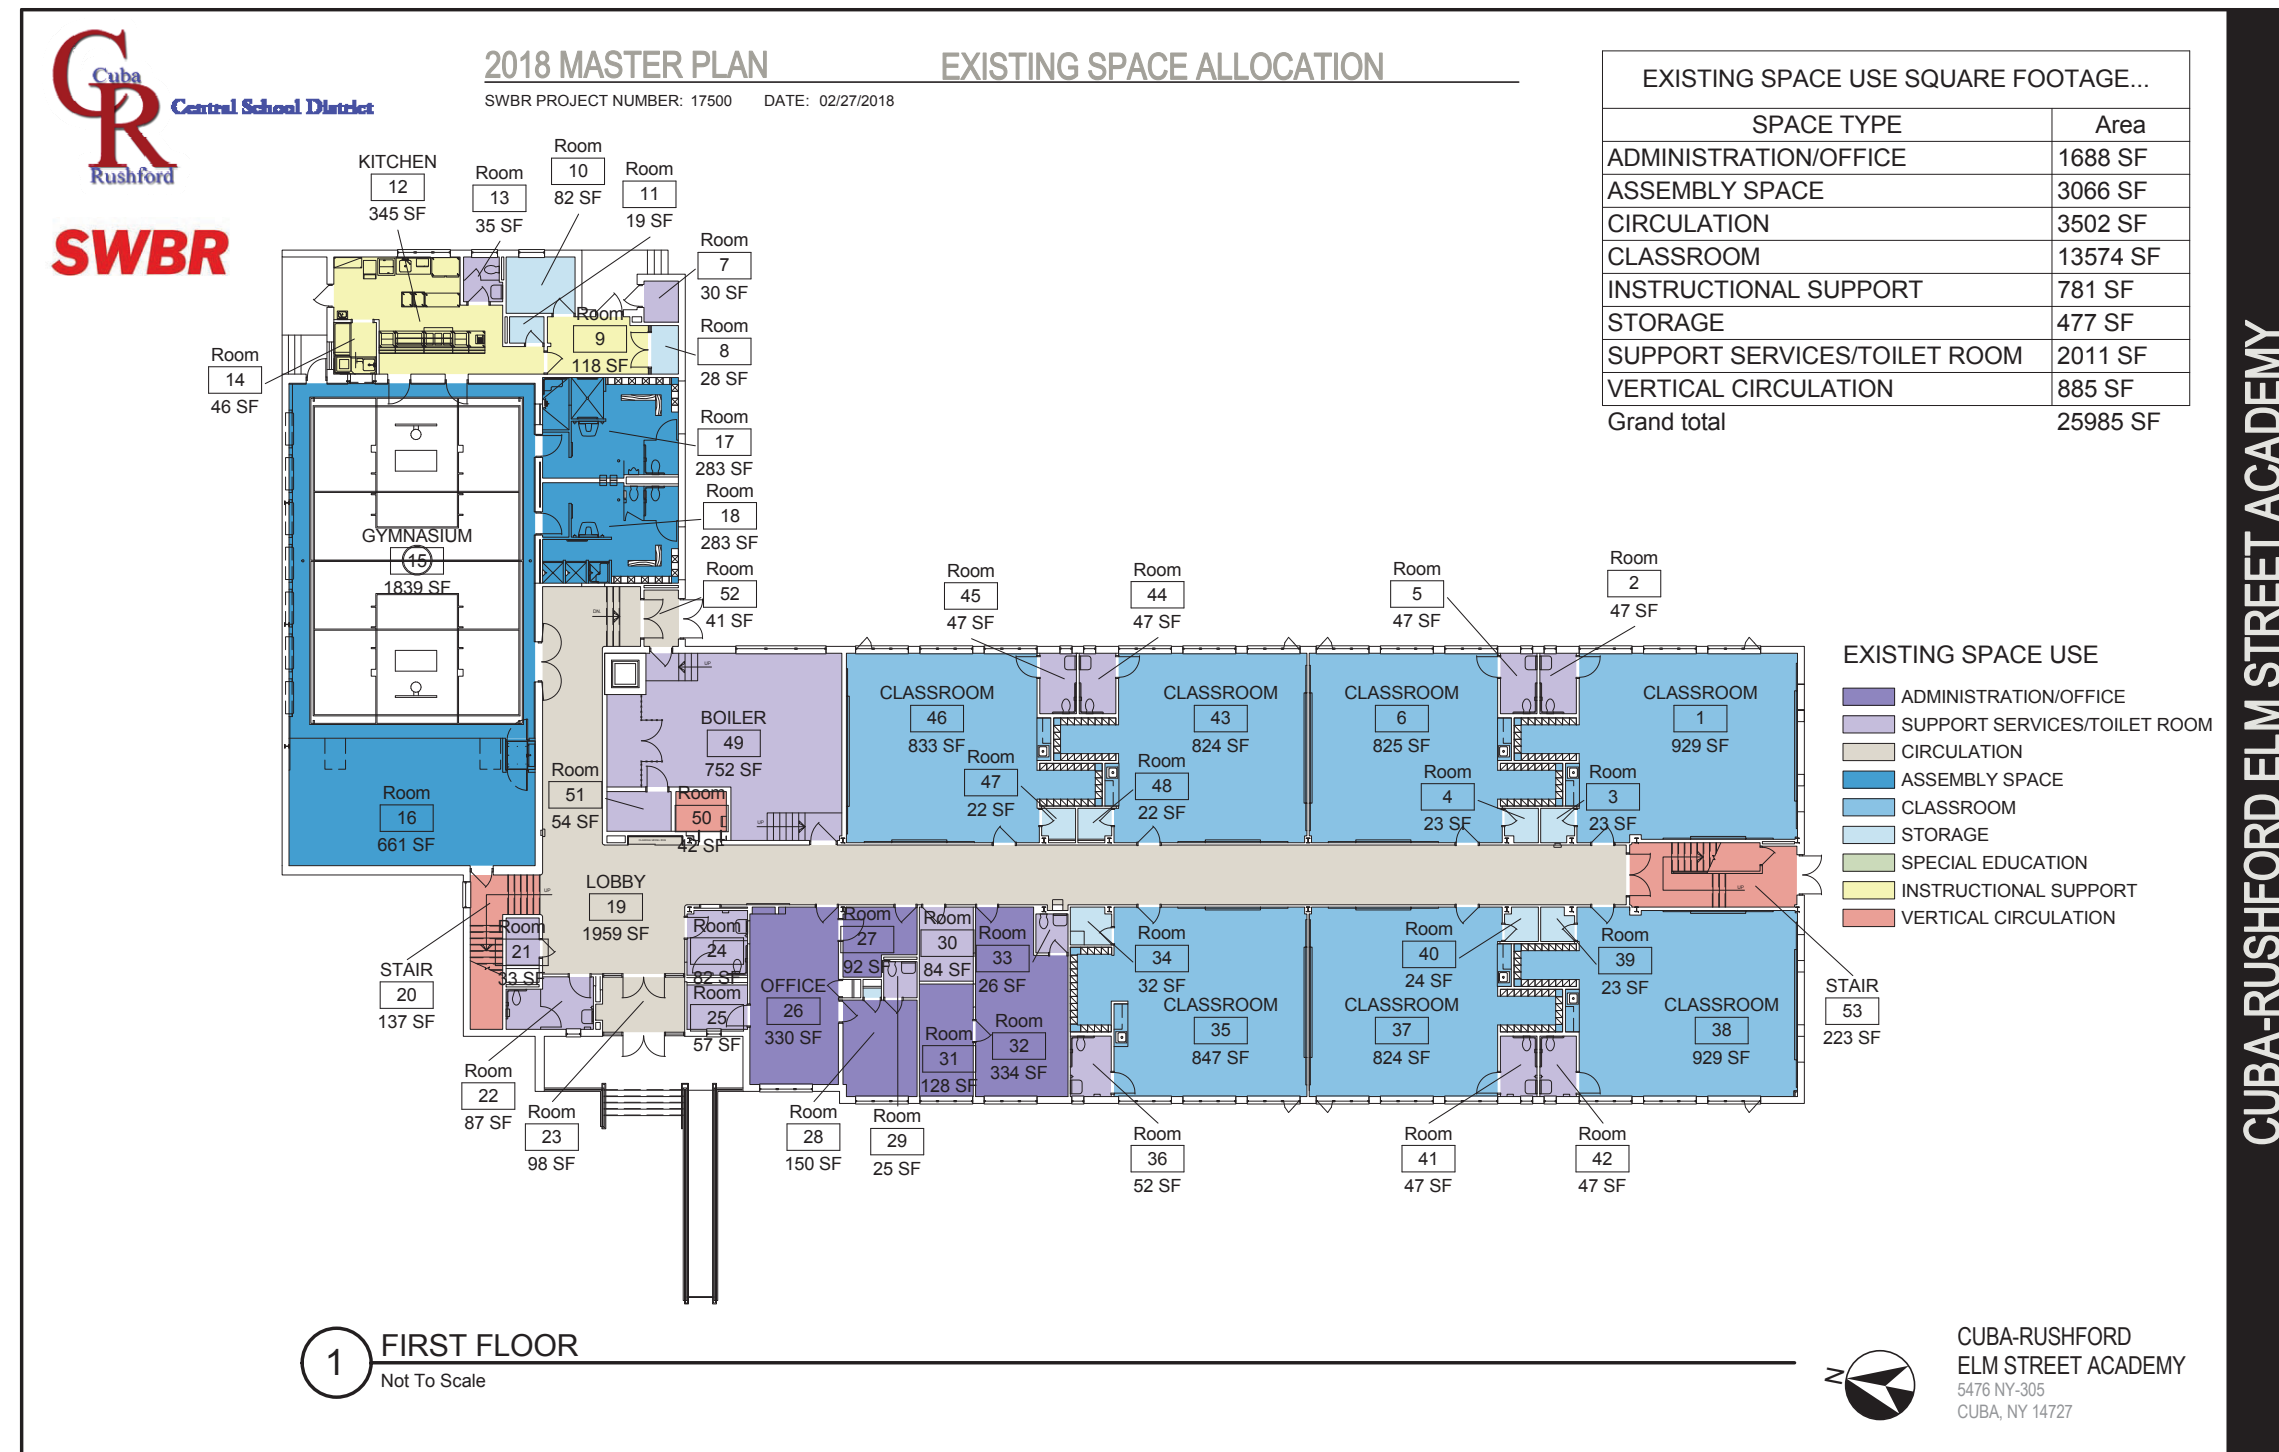 Cuba
CR
Central School District
Rushford
SWBR
2018 MASTER PLAN
EXISTING SPACE ALLOCATION
SWBR PROJECT NUMBER: 17500 DATE: 02/27/2018
EXISTING SPACE USE SQUARE FOOTAGE...
SPACE TYPE Area
ADMINISTRATION/OFFICE 1688 SF
ASSEMBLY SPACE 3066 SF
CIRCULATION 3502 SF
CLASSROOM 13574 SF
INSTRUCTIONAL SUPPORT 781 SF
STORAGE 477 SF
SUPPORT SERVICES/TOILET ROOM 2011 SF
VERTICAL CIRCULATION 885 SF
Grand total 25985 SF
KITCHEN
12
345 SF
Room
13
35 SF
Room
10
82 SF
Room
11
19 SF
Room
7
30 SF
Room
9
118 SF
Room
8
28 SF
Room
14
46 SF
Room
17
283 SF
Room
18
283 SF
GYMNASIUM
15
1839 SF
Room
52
41 SF
DN
Room
45
47 SF
Room
44
47 SF
Room
5
47 SF
Room
2
47 SF
UP
BOILER
49
752 SF
CLASSROOM
46
833 SF
CLASSROOM
43
824 SF
CLASSROOM
6
825 SF
CLASSROOM
1
929 SF
Room
47
22 SF
Room
48
22 SF
Room
4
23 SF
Room
3
23 SF
Room
51
54 SF
Room
50
42 SF
UP
Room
16
661 SF
EXISTING SPACE USE
ADMINISTRATION/OFFICE
SUPPORT SERVICES/TOILET ROOM
CIRCULATION
ASSEMBLY SPACE
CLASSROOM
STORAGE
SPECIAL EDUCATION
INSTRUCTIONAL SUPPORT
VERTICAL CIRCULATION
UP
LOBBY
19
1959 SF
UP
STAIR
20
137 SF
Room
21
33 SF
Room
24
82 SF
Room
25
57 SF
OFFICE
26
330 SF
Room
27
92 SF
Room
30
84 SF
Room
33
26 SF
Room
31
128 SF
Room
32
334 SF
Room
34
32 SF
CLASSROOM
35
847 SF
Room
40
24 SF
CLASSROOM
37
824 SF
Room
39
23 SF
CLASSROOM
38
929 SF
STAIR
53
223 SF
Room
22
87 SF
Room
23
98 SF
Room
28
150 SF
Room
29
25 SF
Room
36
52 SF
Room
41
47 SF
Room
42
47 SF
1
FIRST FLOOR
Not To Scale
N
CUBA-RUSHFORD
ELM STREET ACADEMY
5476 NY-305
CUBA, NY 14727
CUBA-RUSHFORD ELM STREET ACADEMY